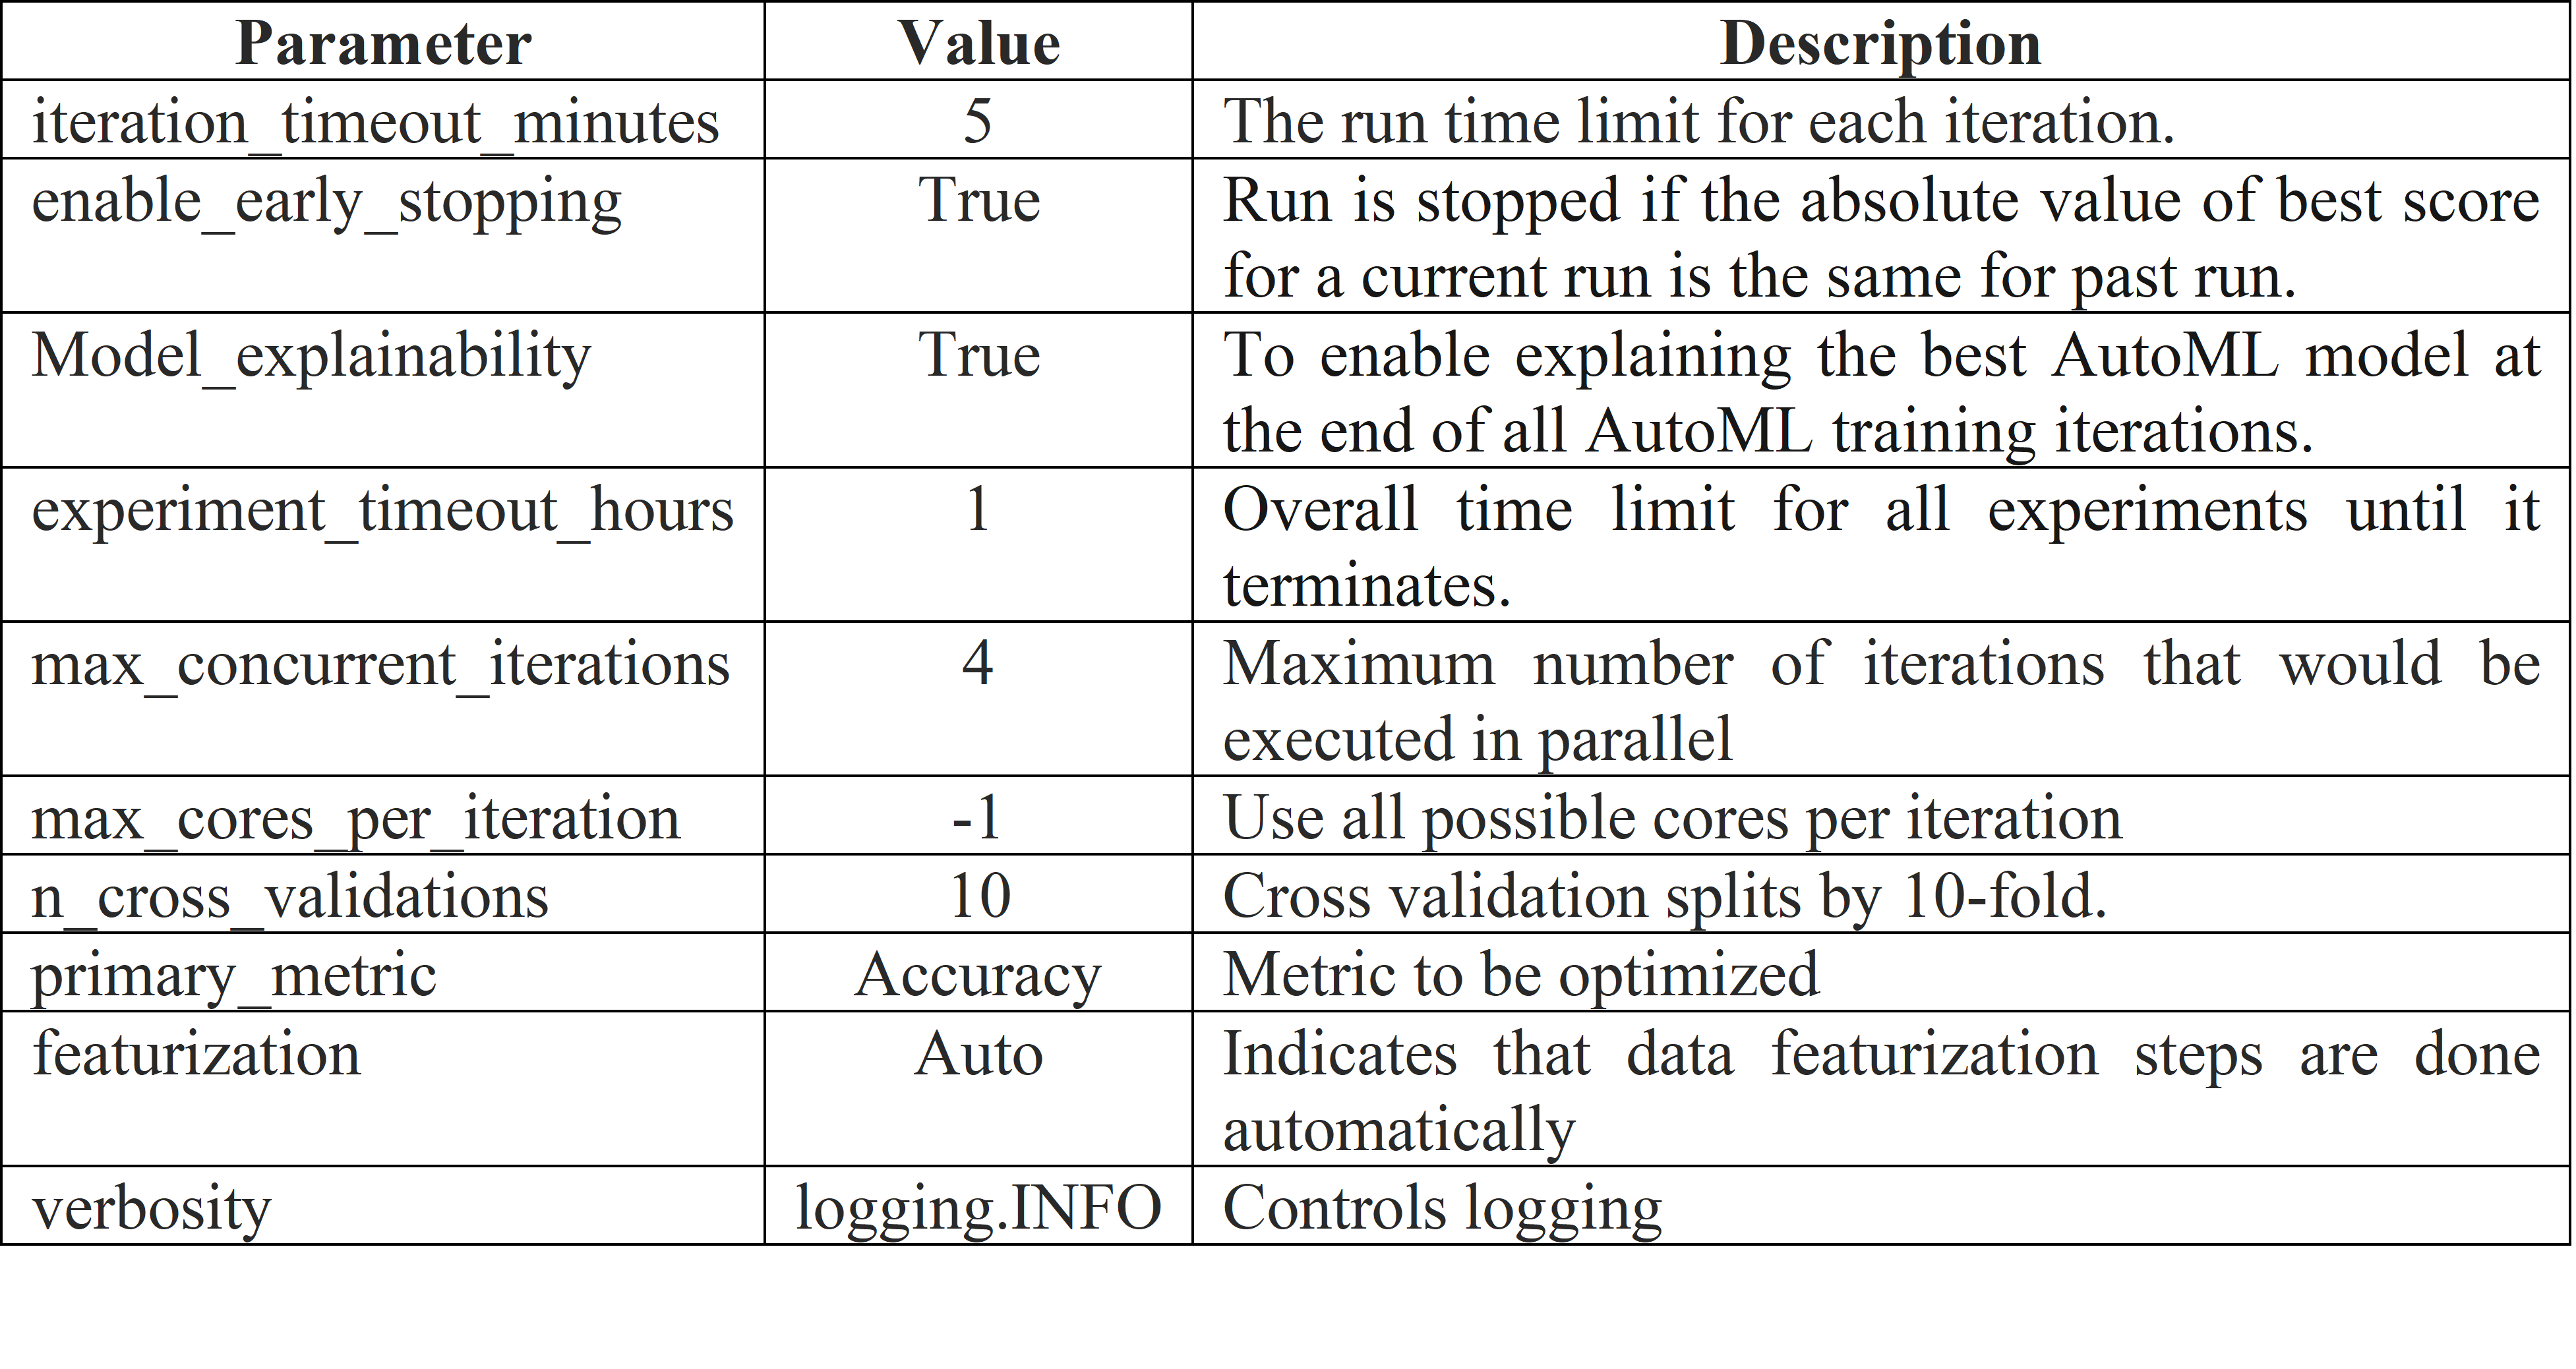 Parameter Value Description
iteration_timeout_minutes 5 The run time limit for each iteration.
enable_early_stopping True Run is stopped if the absolute value of best score
for a current run is the same for past run.
Model_explainability True To enable explaining the best AutoML model at
the end of all AutoML training iterations.
experiment_timeout_hours 1 Overall time limit for all experiments until it
terminates.
max_concurrent_iterations 4 Maximum number of iterations that would be
executed in parallel
max_cores_per_iteration -1 Use all possible cores per iteration
n_cross_validations 10 Cross validation splits by 10-fold.
primary_metric Accuracy Metric to be optimized
featurization Auto Indicates that data featurization steps are done
automatically
verbosity logging.INFO Controls logging